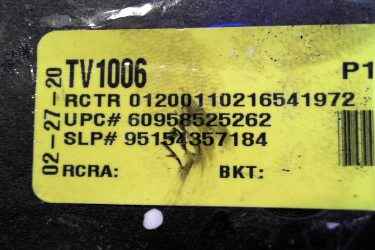 02-27-20
TV1006 P1
RCTR 01200110216541972
UPC# 60958525262
SLP# 95154357184
RCRA: BKT: